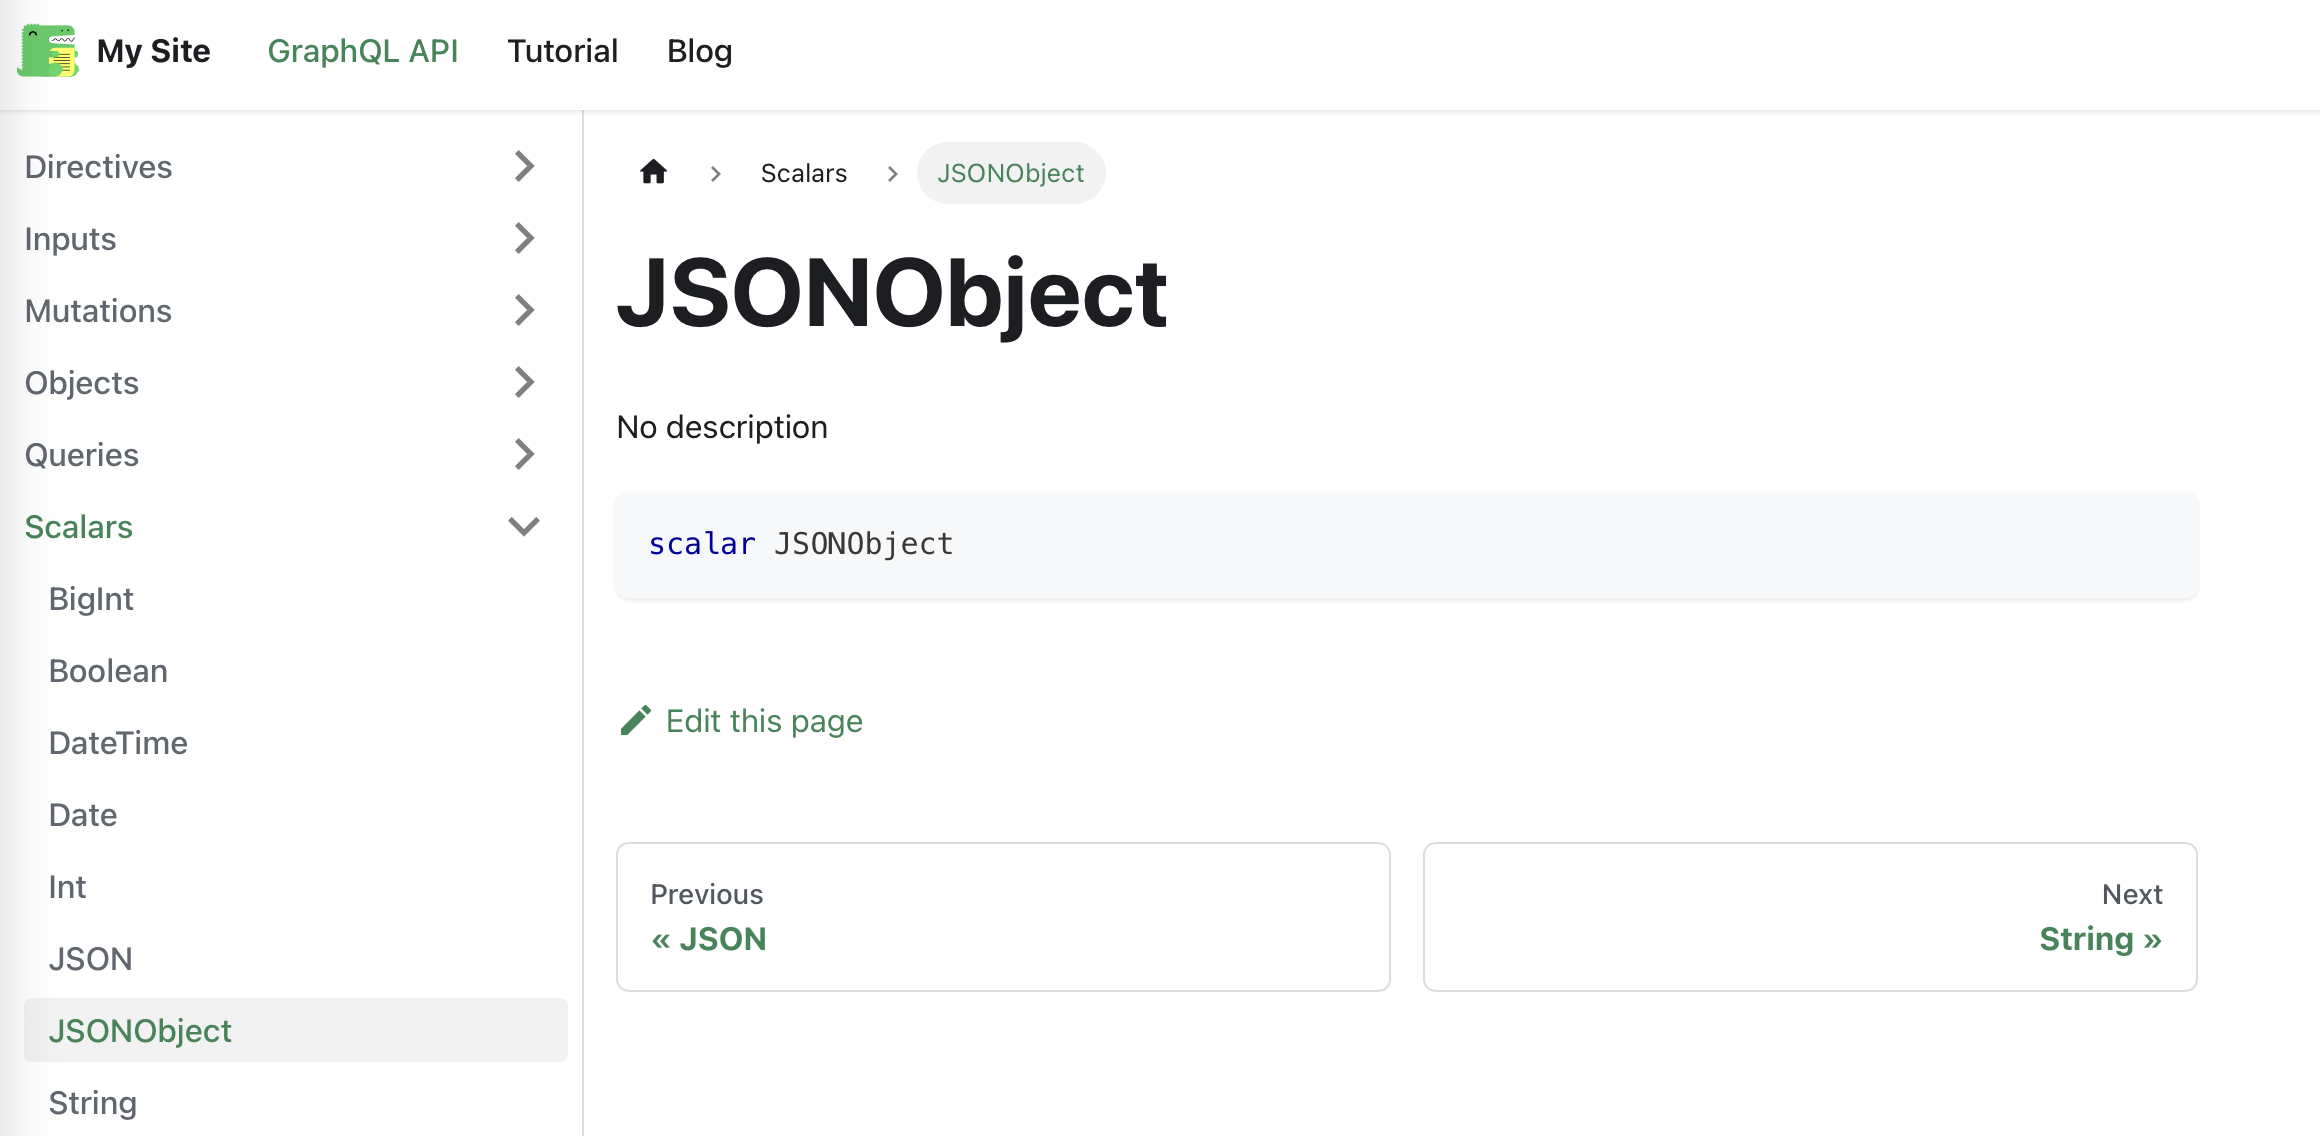 My Site GraphQL API Tutorial Blog
Directives
Inputs
Mutations
Objects
Queries
Scalars
BigInt
Boolean
DateTime
Date
Int
JSON
JSONObject
String
Scalars JSONObject
JSONObject
No description
scalar JSONObject
Edit this page
Previous
« JSON
Next
String »